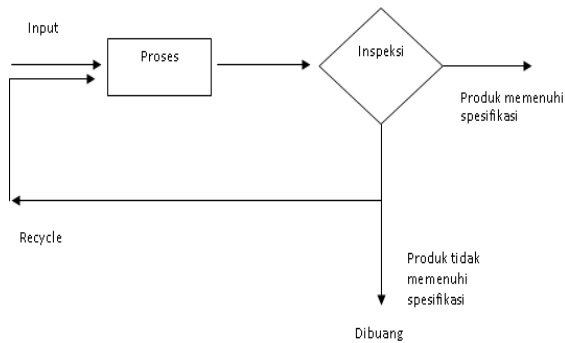 Input
Proses
Inspeksi
Produk memenuhi
spesifikasi
Recycle
Produk tidak
memenuhi
spesifikasi
Dibuang